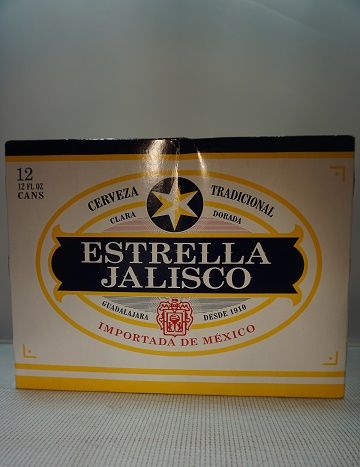 12
12 FL OZ
CANS
CERVEZA TRADICIONAL
CLARA DORADA
ESTRELLA
JALISCO
GUADALAJARA DESDE 1910
IMPORTADA DE MÉXICO